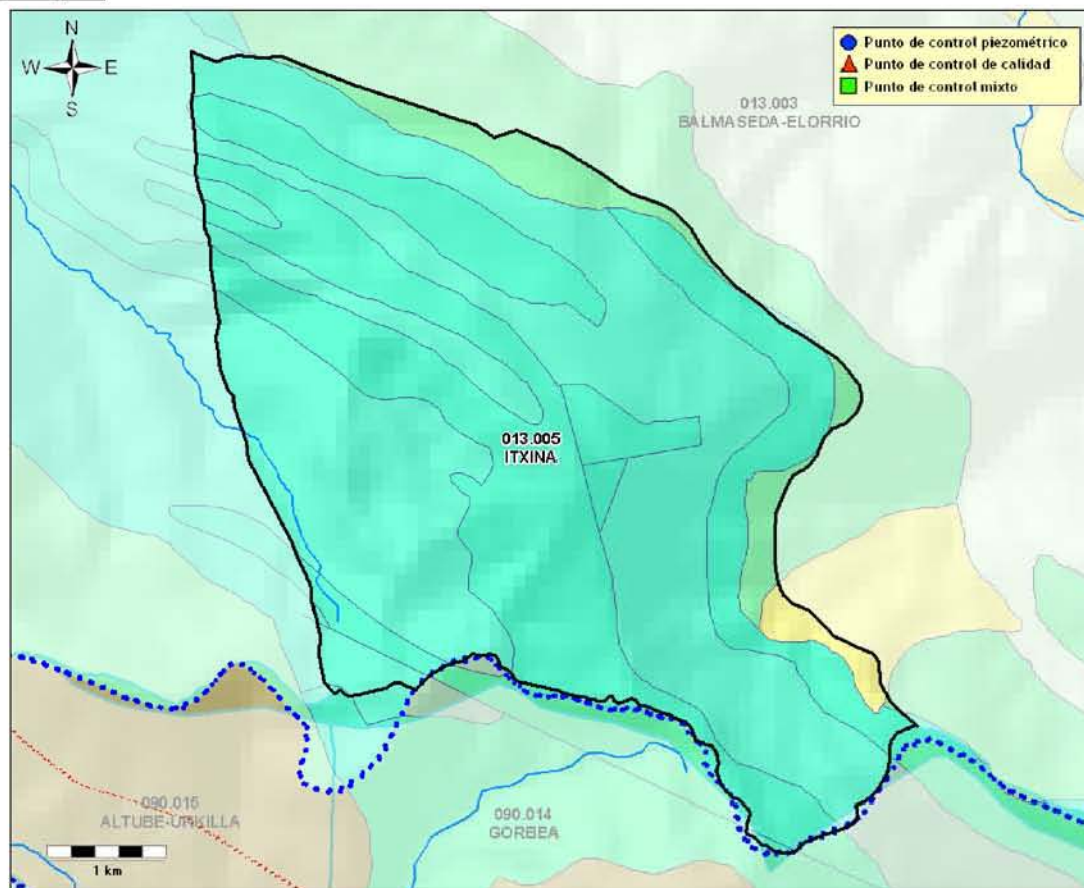 N
W E
S
Punto de control piezométrico
Punto de control de calidad
Punto de control mixto
013.003
BALMASEDA-ELORRIO
013.005
ITXINA
090.015
ALTUBE-URKILLA
090.014
GORBEA
1 km